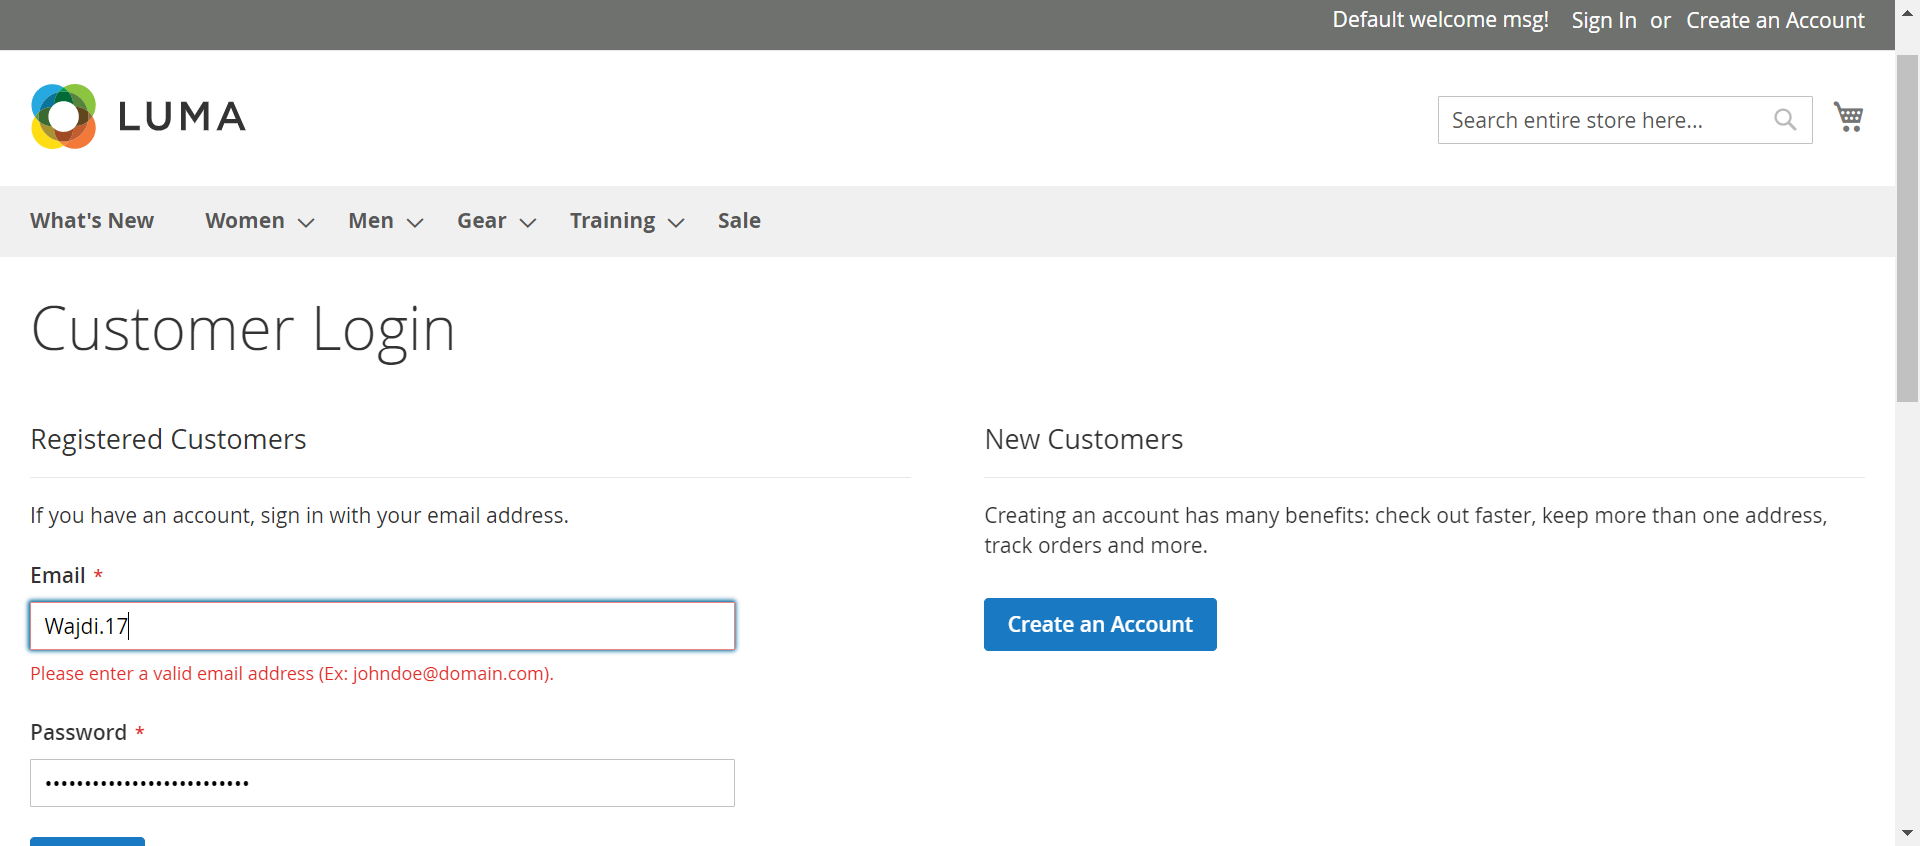 Default welcome msg! Sign In or Create an Account
LUMA
Search entire store here...
What's New Women Men Gear Training Sale
Customer Login
Registered Customers
If you have an account, sign in with your email address.
Email *
Wajdi.17
Please enter a valid email address (Ex: johndoe@domain.com).
Password *
••••••••••••••••••••••••••
New Customers
Creating an account has many benefits: check out faster, keep more than one address,
track orders and more.
Create an Account